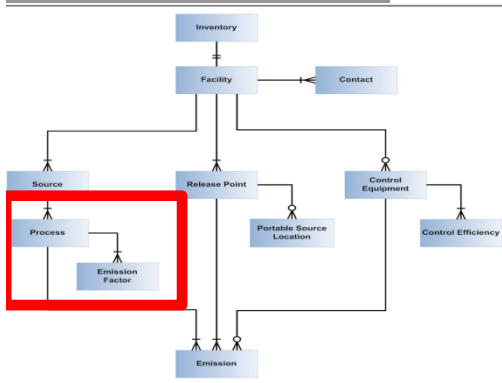 Inventory
Facility
Contact
Source
Release Point
Control
Equipment
Process
Portable Source
Location
Control Efficiency
Emission
Factor
Emission